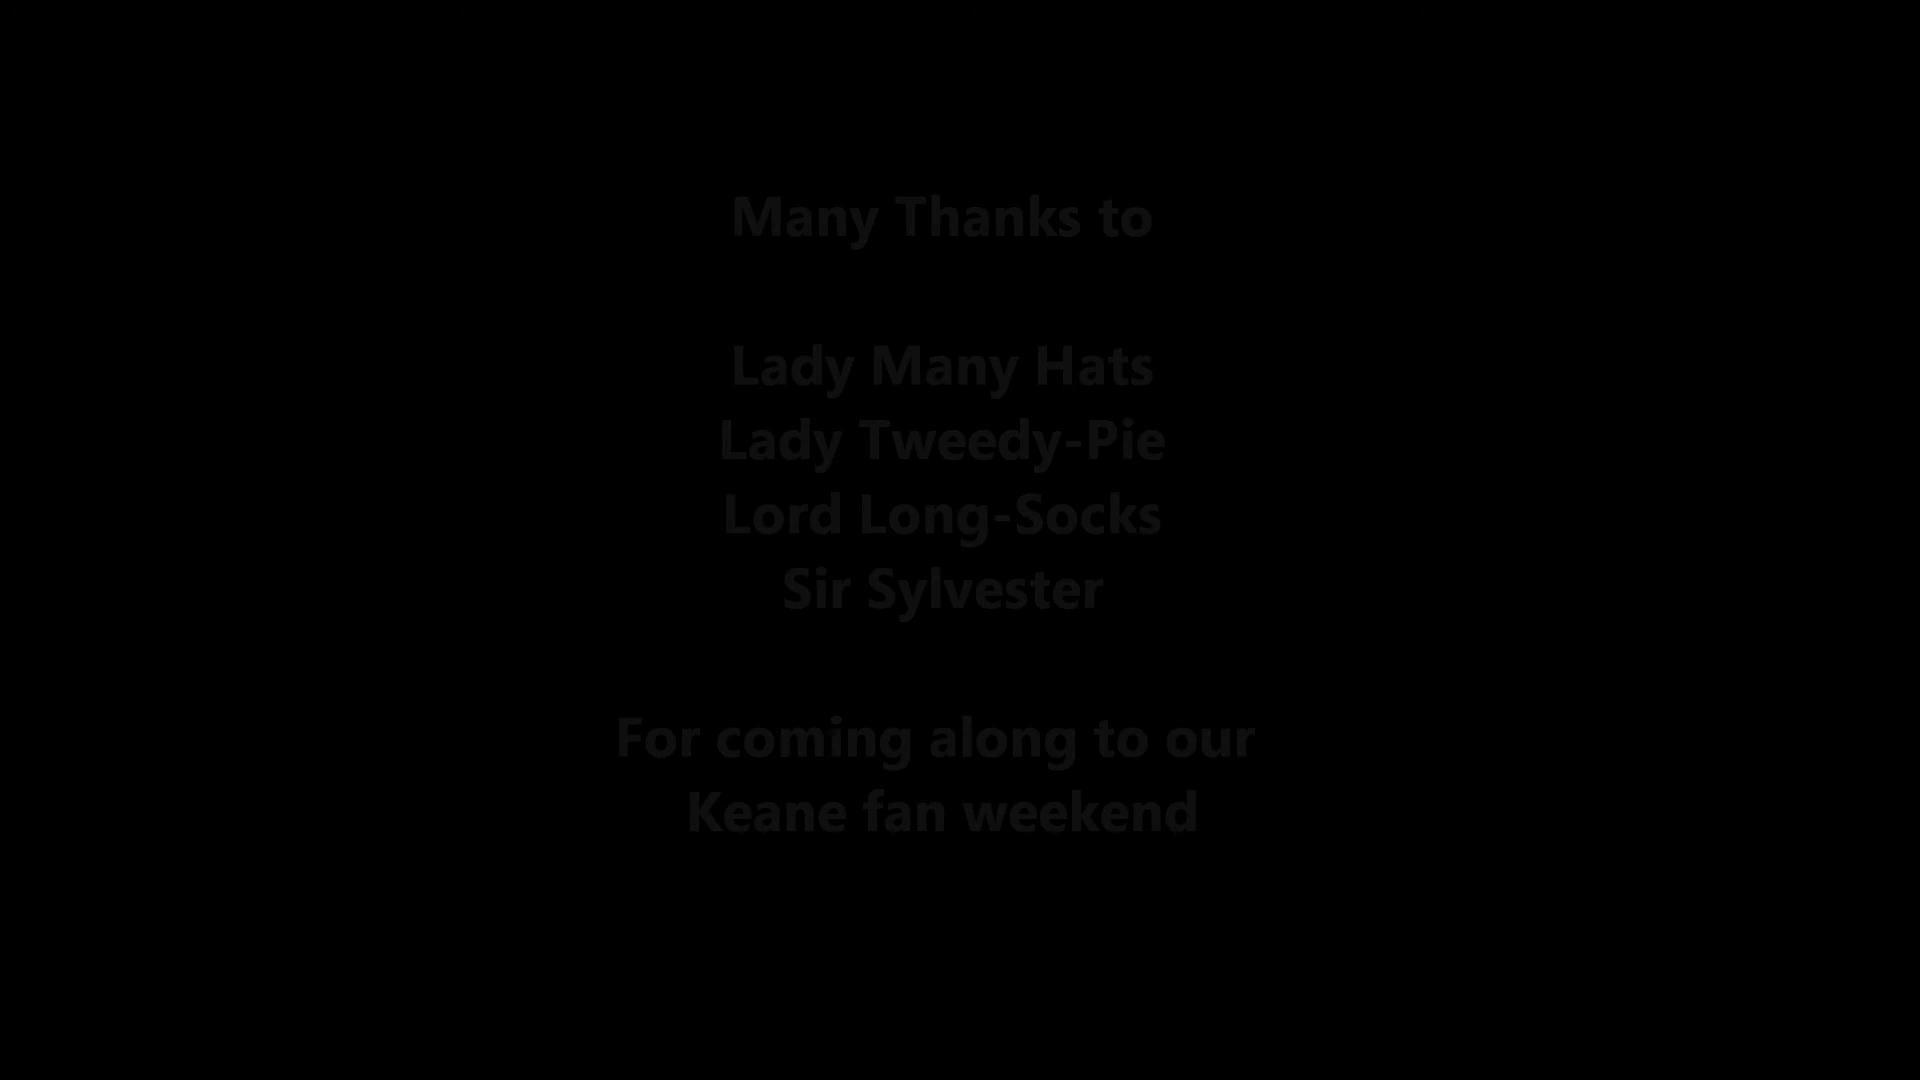 Many Thanks to
Lady Many Hats
Lady Tweedy-Pie
Lord Long-Socks
Sir Sylvester
For coming along to our
Keane fan weekend